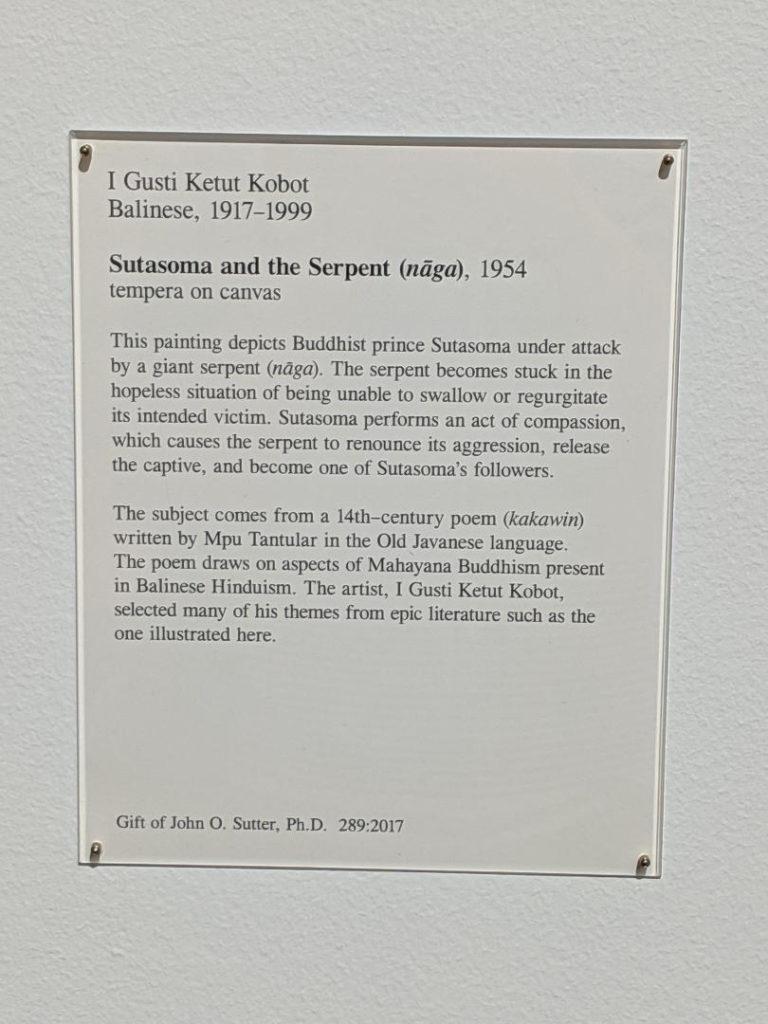 I Gusti Ketut Kobot
Balinese, 1917–1999
Sutasoma and the Serpent (nāga), 1954
tempera on canvas
This painting depicts Buddhist prince Sutasoma under attack
by a giant serpent (nāga). The serpent becomes stuck in the
hopeless situation of being unable to swallow or regurgitate
its intended victim. Sutasoma performs an act of compassion,
which causes the serpent to renounce its aggression, release
the captive, and become one of Sutasoma’s followers.
The subject comes from a 14th–century poem (kakawin)
written by Mpu Tantular in the Old Javanese language.
The poem draws on aspects of Mahayana Buddhism present
in Balinese Hinduism. The artist, I Gusti Ketut Kobot,
selected many of his themes from epic literature such as the
one illustrated here.
Gift of John O. Sutter, Ph.D. 289:2017